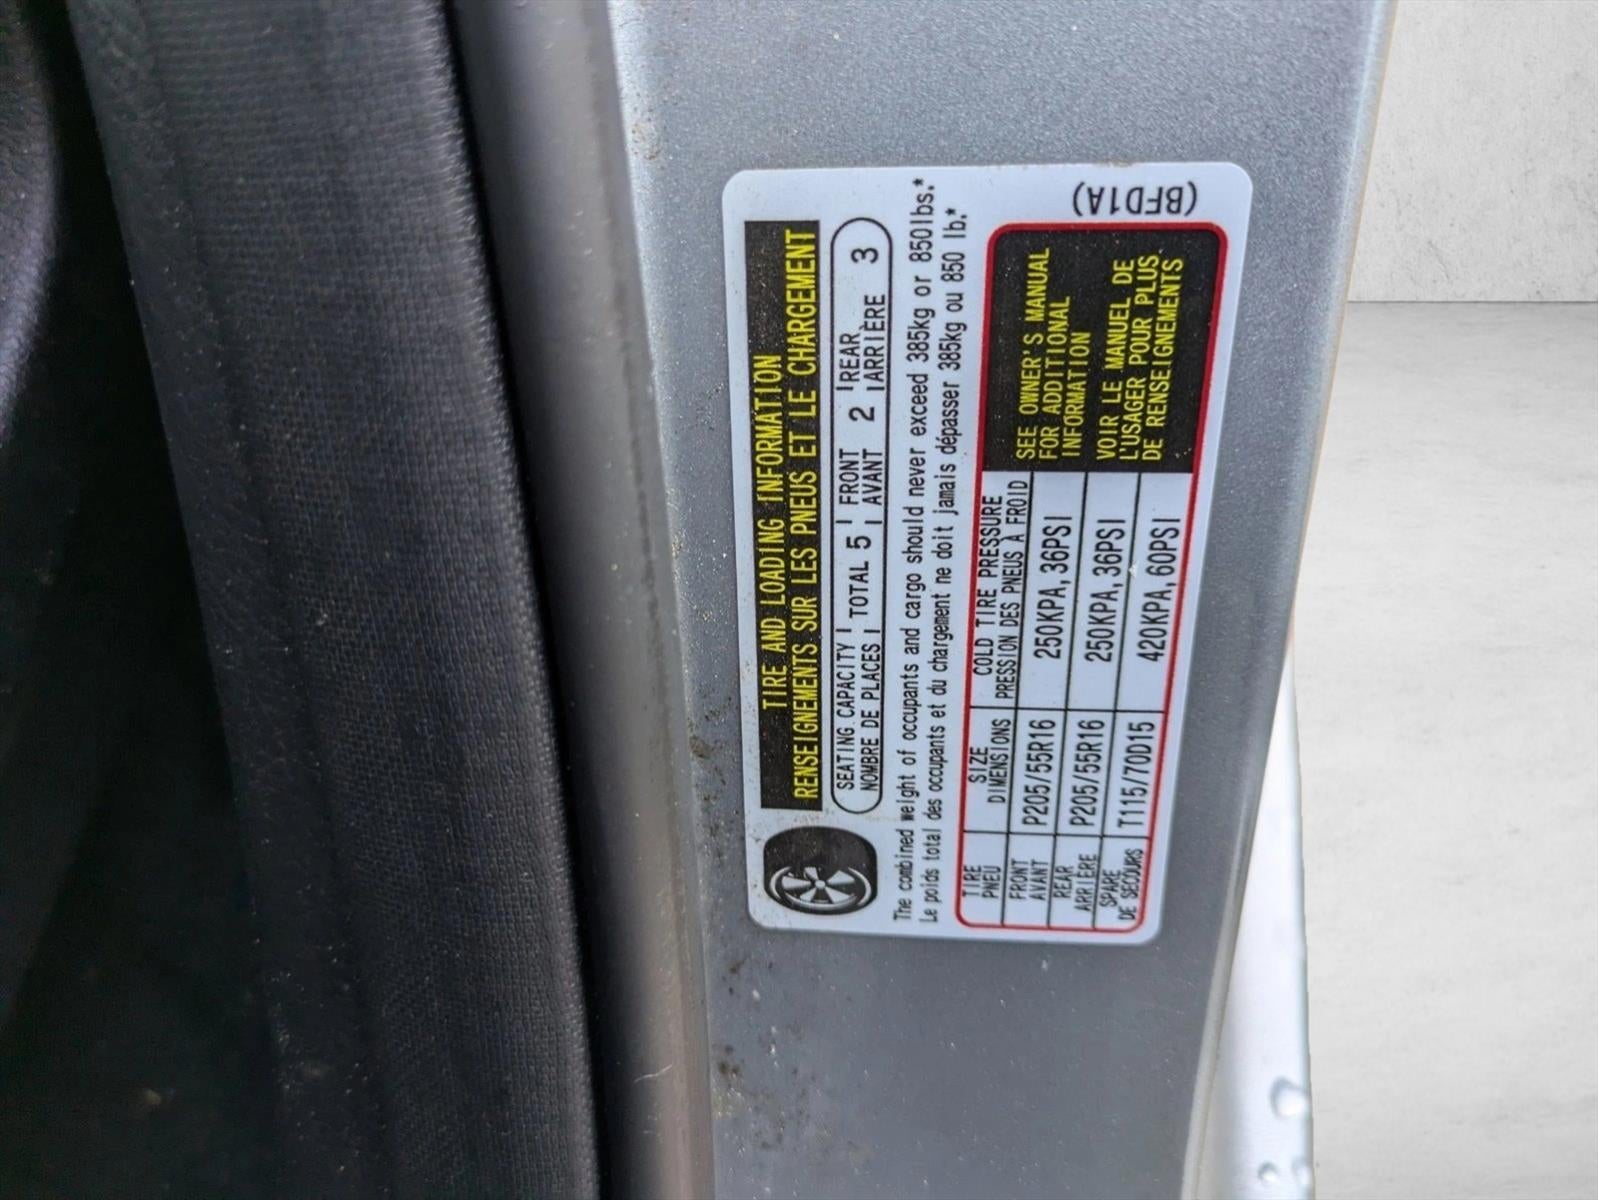 TIRE AND LOADING INFORMATION
RENSEIGNEMENTS SUR LES PNEUS ET LE CHARGEMENT
SEATING CAPACITY TOTAL 5 FRONT 2 REAR 3
NOMBRE DE PLACES AVANT ARRIÈRE
The combined weight of occupants and cargo should never exceed 385kg or 850lbs.*
Le poids total des occupants et du chargement ne doit jamais dépasser 385kg ou 850 lb.*
TIRE SIZE COLD TIRE PRESSURE
PNEU DIMENSIONS PRESSION DES PNEUS À FROID
FRONT
AVANT P205/55R16 250KPA, 36PSI
REAR
ARRIÈRE P205/55R16 250KPA, 36PSI
SPARE
DE SECOURS T115/70D15 420KPA, 60PSI
SEE OWNER'S MANUAL
FOR ADDITIONAL
INFORMATION
VOIR LE MANUEL DE
L'USAGER POUR PLUS
DE RENSEIGNEMENTS
(BFD1A)